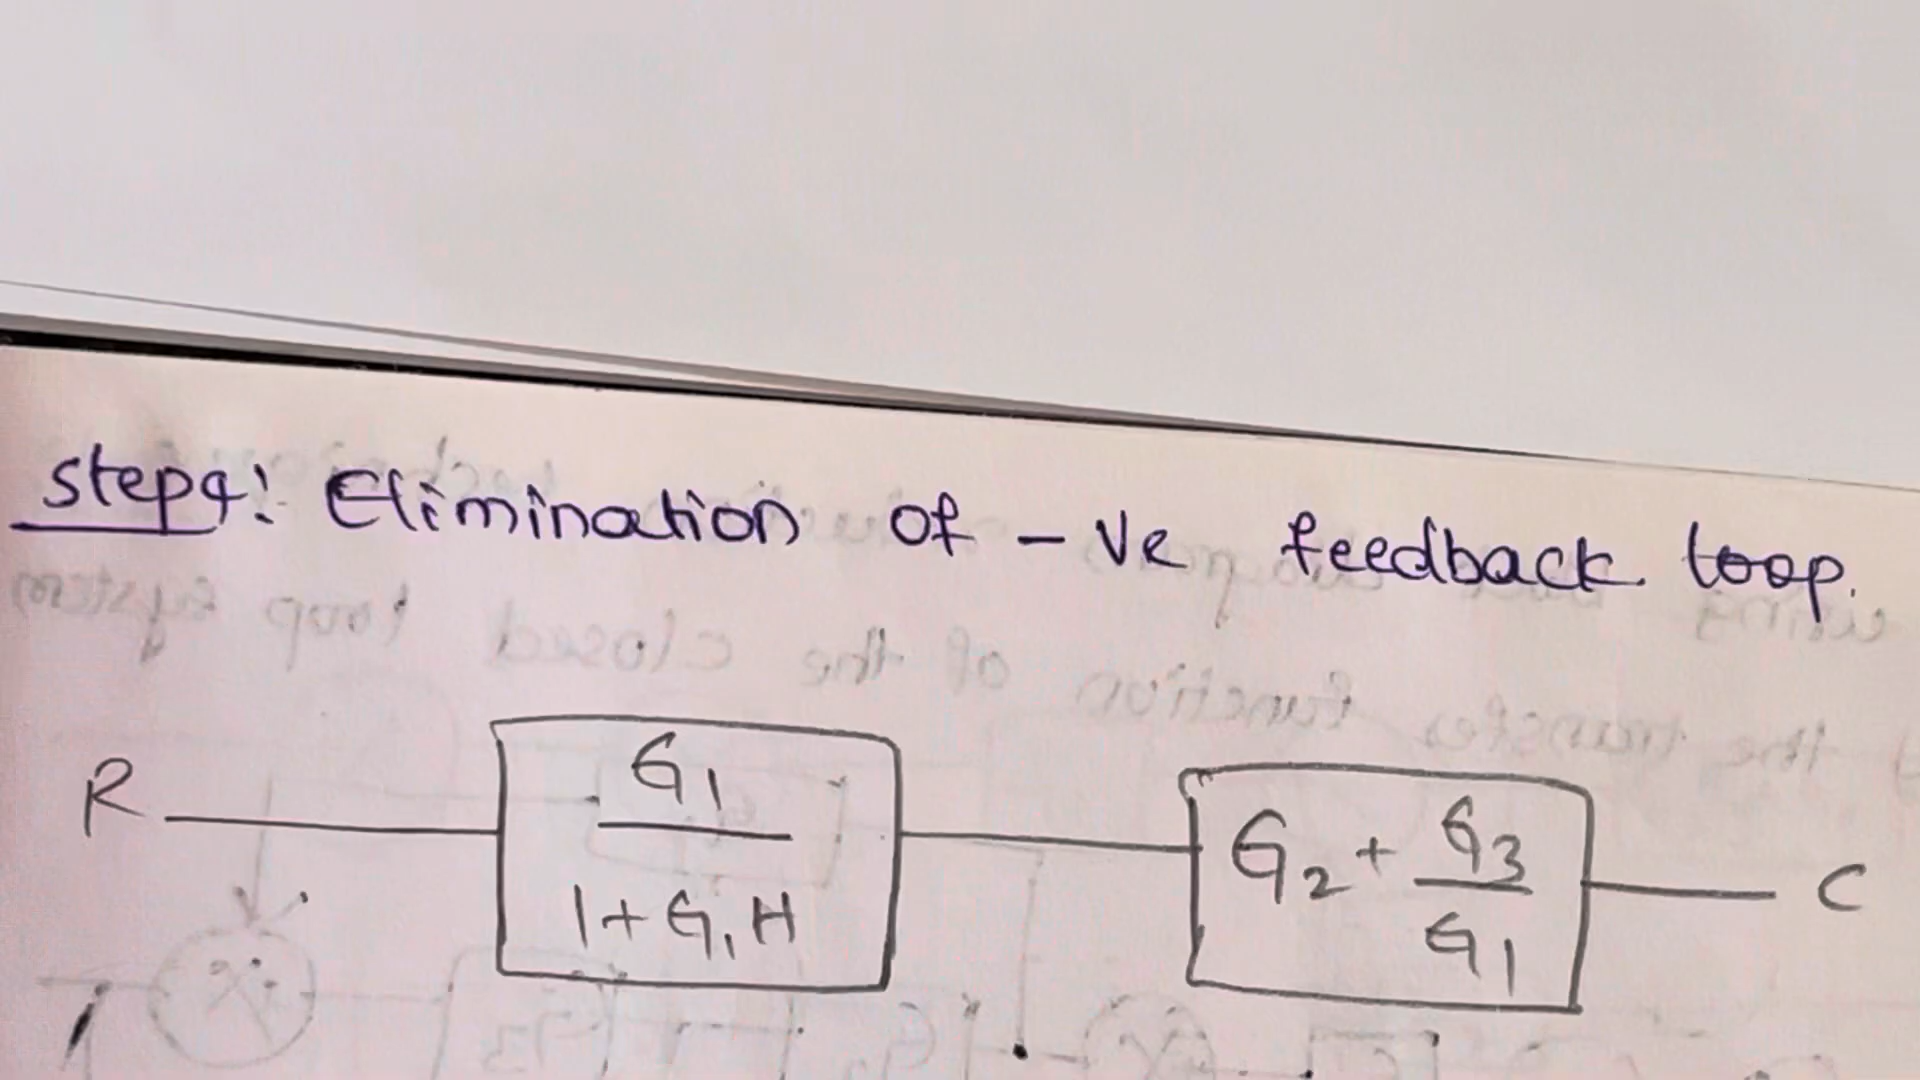 step4: Elimination of - ve feedback loop.
R
G1
1 + G1H
G2 + G3
G1
C